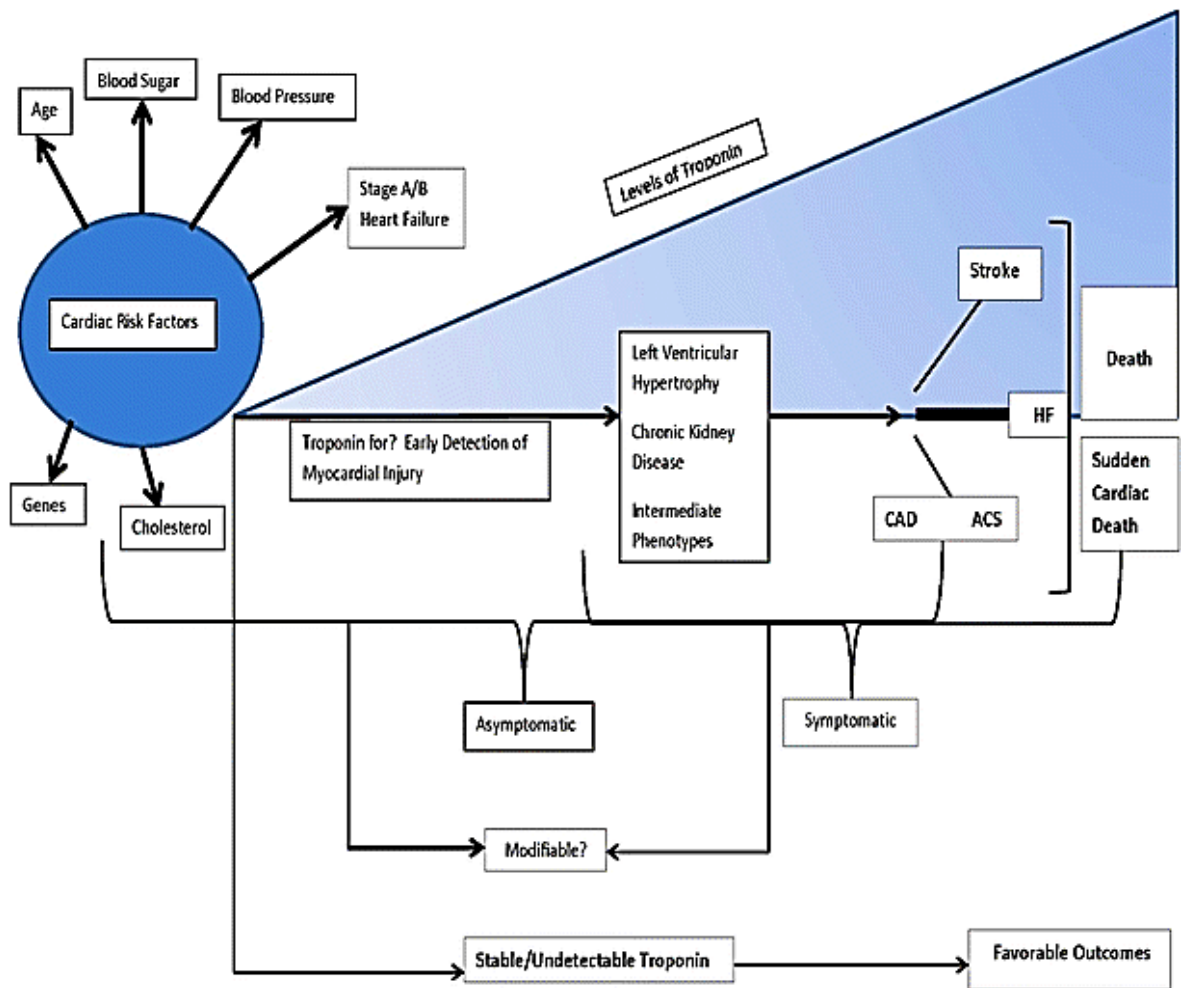 Blood Sugar
Age
Blood Pressure
Stage A/B
Heart Failure
Cardiac Risk Factors
Genes
Cholesterol
Levels of Troponin
Troponin for? Early Detection of
Myocardial Injury
Left Ventricular
Hypertrophy
Chronic Kidney
Disease
Intermediate
Phenotypes
Stroke
HF
CAD ACS
Death
Sudden
Cardiac
Death
Asymptomatic
Symptomatic
Modifiable?
Stable/Undetectable Troponin
Favorable Outcomes